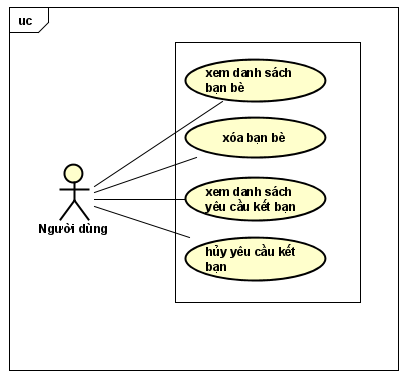 uc
xem danh sách
bạn bè
xóa bạn bè
xem danh sách
yêu cầu kết bạn
Người dùng
hủy yêu cầu kết
bạn